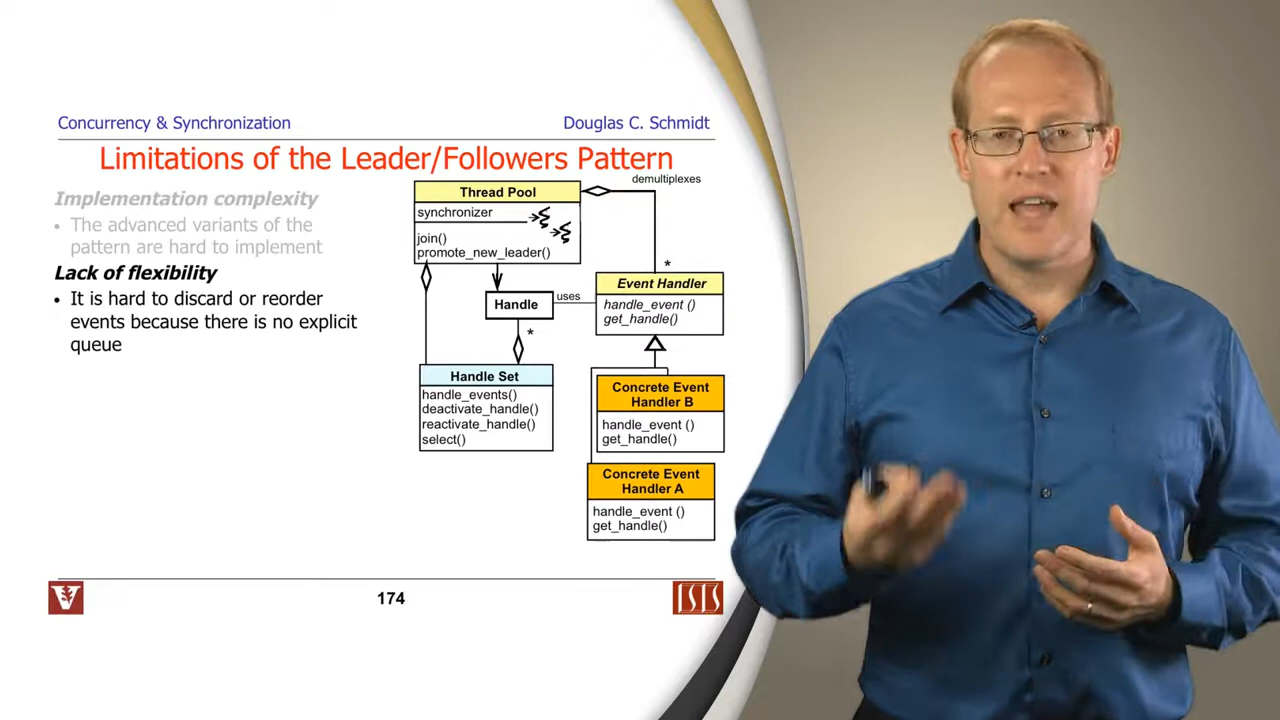 Concurrency & Synchronization
Douglas C. Schmidt
Limitations of the Leader/Followers Pattern
Implementation complexity
• The advanced variants of the
pattern are hard to implement
Lack of flexibility
• It is hard to discard or reorder
events because there is no explicit
queue
demultiplexes
Thread Pool
synchronizer
join()
promote_new_leader()
*
Handle
uses
Event Handler
handle_event ()
get_handle()
*
Handle Set
handle_events()
deactivate_handle()
reactivate_handle()
select()
Concrete Event
Handler B
handle_event ()
get_handle()
Concrete Event
Handler A
handle_event ()
get_handle()
V
174
ISIS